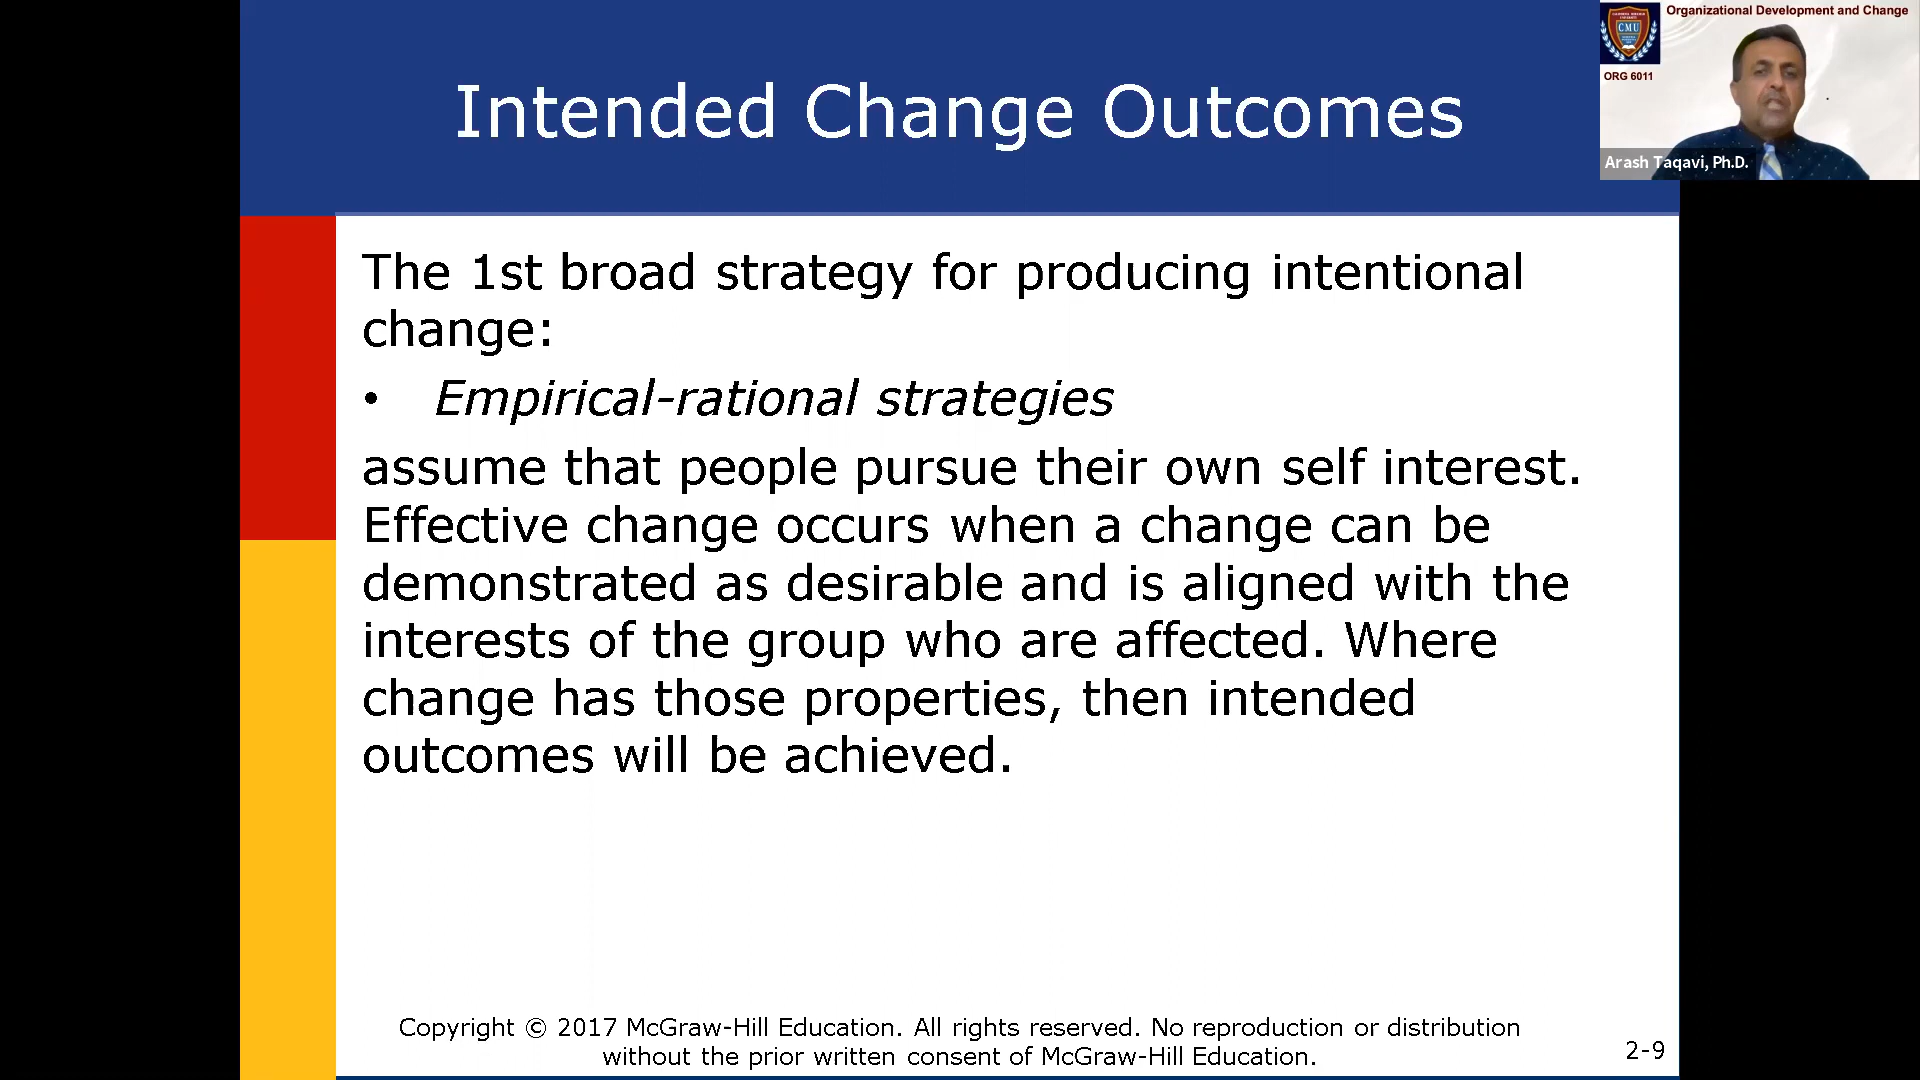 Intended Change Outcomes
Organizational Development and Change
CMU
ORG 6011
Arash Taqavi, Ph.D.
The 1st broad strategy for producing intentional
change:
• Empirical-rational strategies
assume that people pursue their own self interest.
Effective change occurs when a change can be
demonstrated as desirable and is aligned with the
interests of the group who are affected. Where
change has those properties, then intended
outcomes will be achieved.
Copyright © 2017 McGraw-Hill Education. All rights reserved. No reproduction or distribution
without the prior written consent of McGraw-Hill Education.
2-9